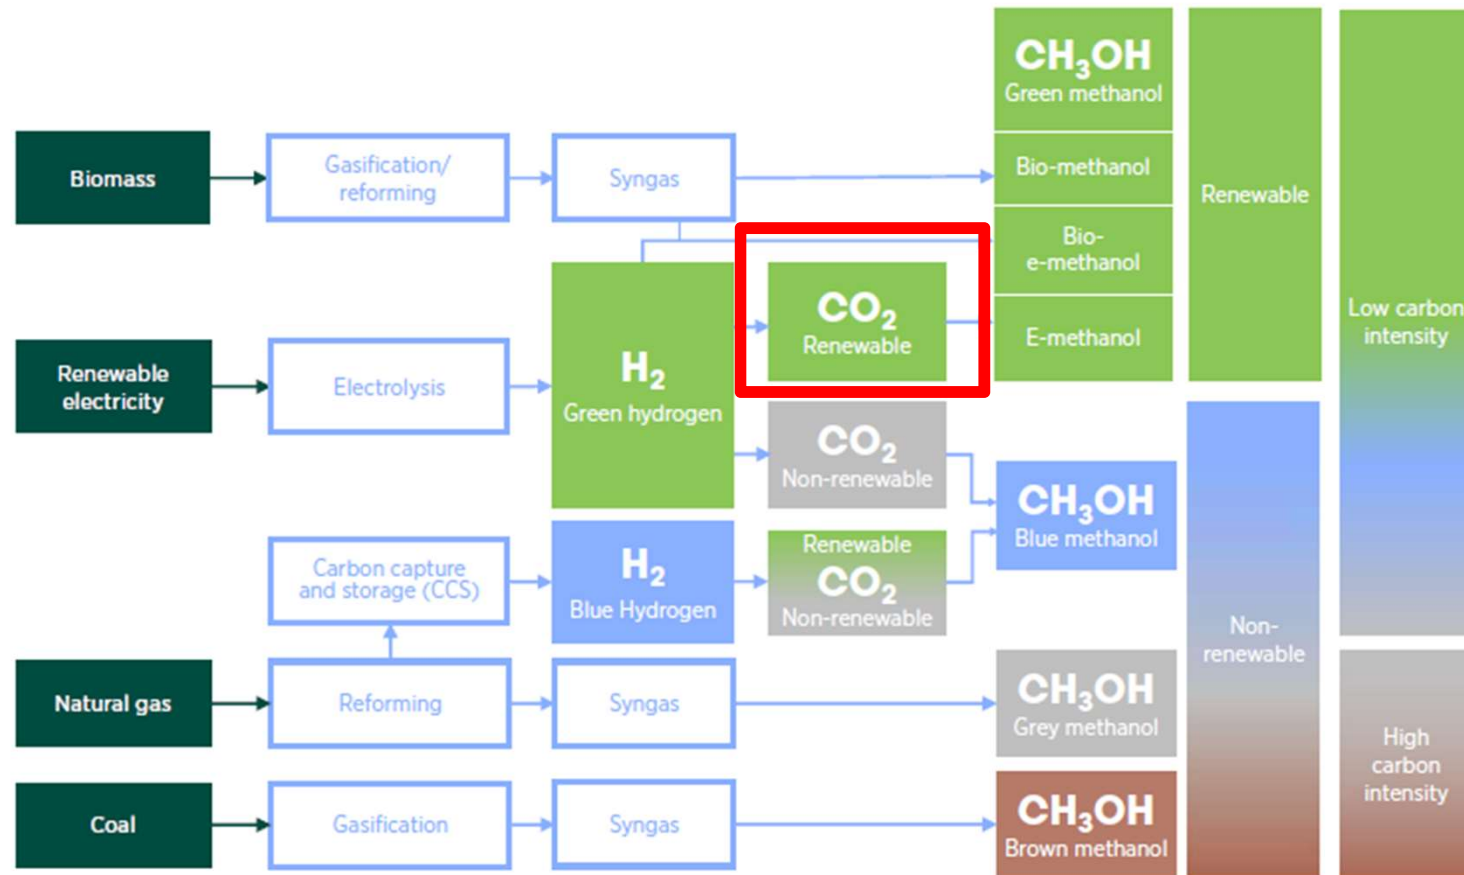 CH₃OH
Green methanol
Biomass
Gasification/
reforming
Syngas
Bio-methanol
Renewable
Bio-
e-methanol
CO₂
Renewable
E-methanol
Low carbon
intensity
Renewable
electricity
Electrolysis
H₂
Green hydrogen
CO₂
Non-renewable
CH₃OH
Blue methanol
Carbon capture
and storage (CCS)
H₂
Blue Hydrogen
Renewable
CO₂
Non-renewable
Non-
renewable
Natural gas
Reforming
Syngas
CH₃OH
Grey methanol
High
carbon
intensity
Coal
Gasification
Syngas
CH₃OH
Brown methanol